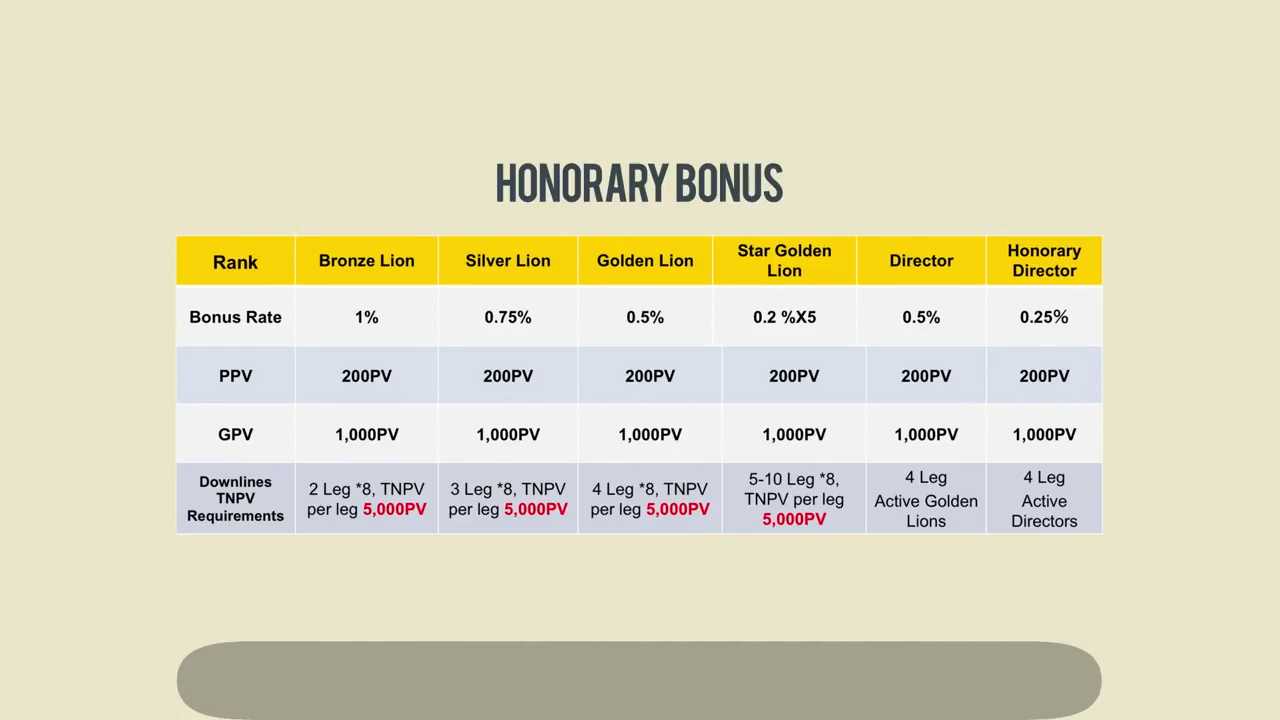 HONORARY BONUS
Rank Bronze Lion Silver Lion Golden Lion Star Golden Lion Director Honorary Director
Bonus Rate 1% 0.75% 0.5% 0.2 %X5 0.5% 0.25%
PPV 200PV 200PV 200PV 200PV 200PV 200PV
GPV 1,000PV 1,000PV 1,000PV 1,000PV 1,000PV 1,000PV
Downlines TNPV Requirements 2 Leg *8, TNPV per leg 5,000PV 3 Leg *8, TNPV per leg 5,000PV 4 Leg *8, TNPV per leg 5,000PV 5-10 Leg *8, TNPV per leg 5,000PV 4 Leg Active Golden Lions 4 Leg Active Directors